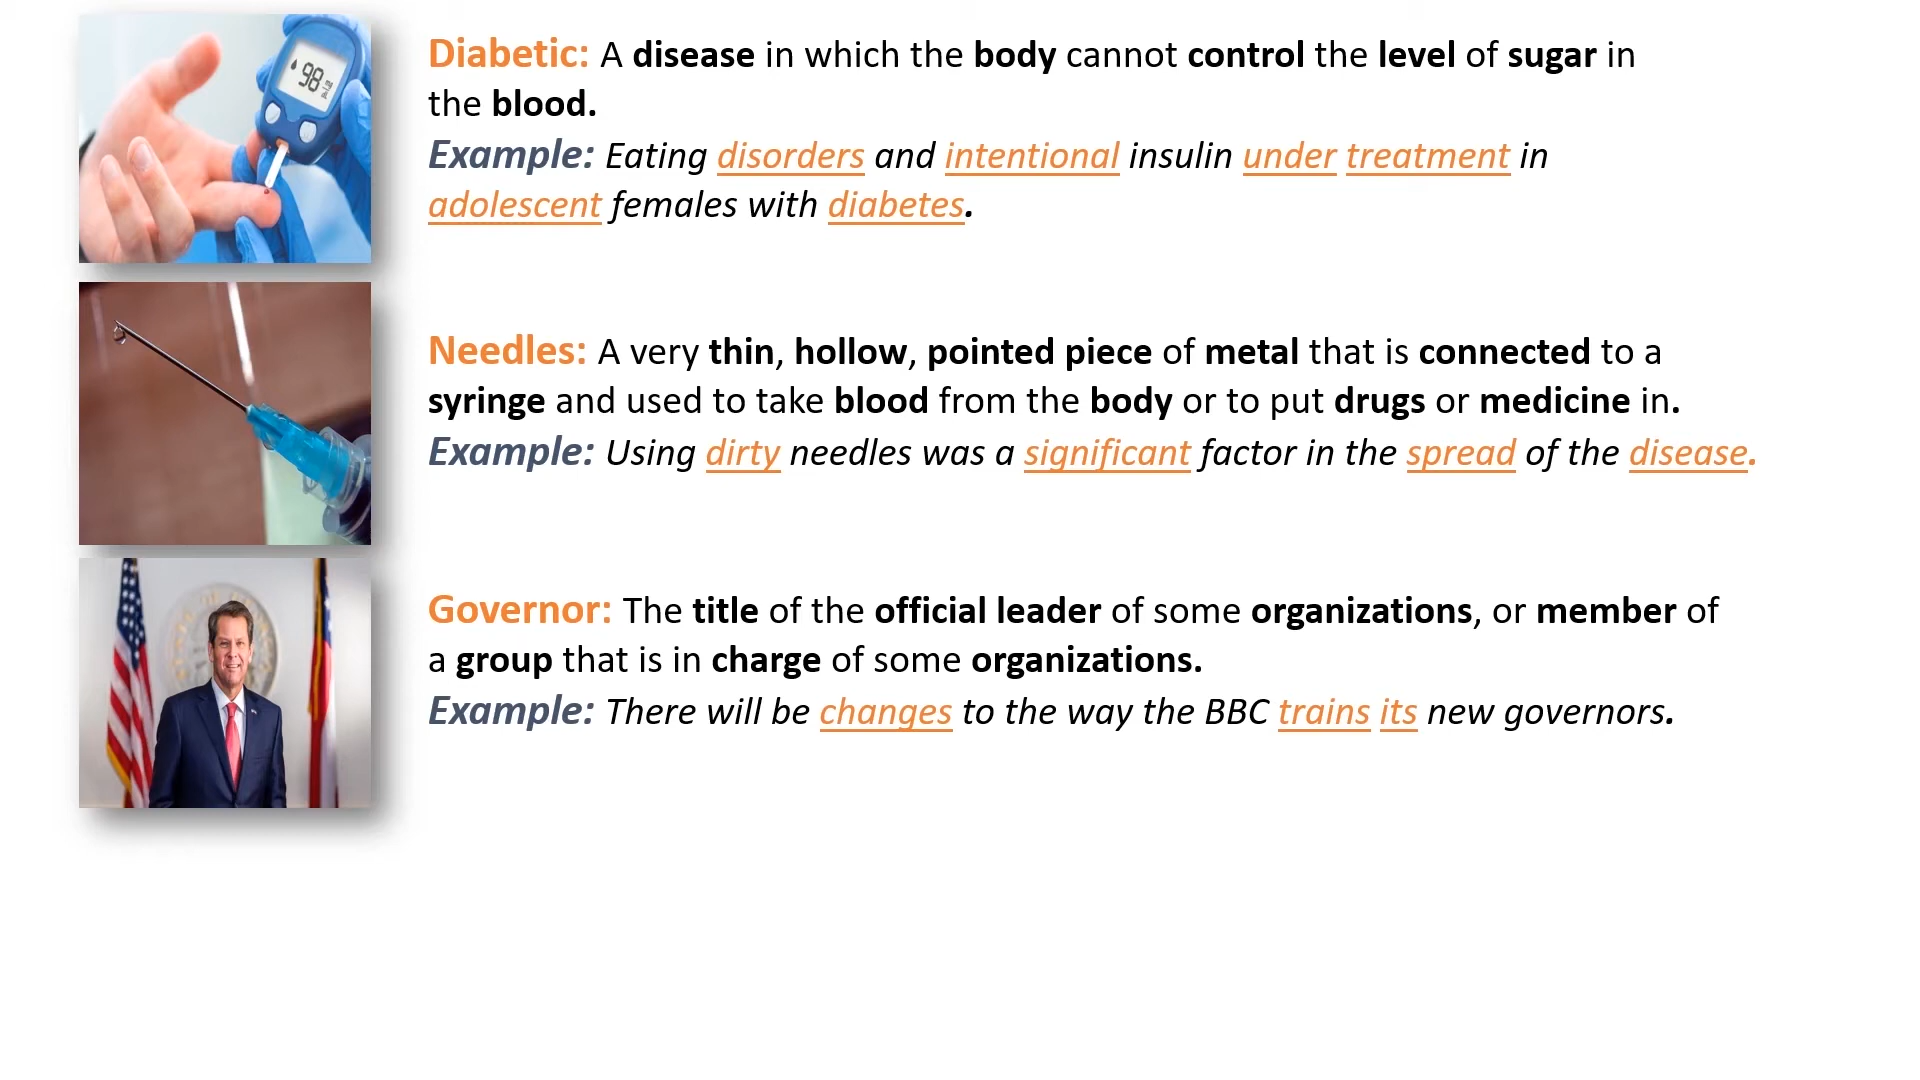 98
Diabetic: A disease in which the body cannot control the level of sugar in
the blood.
Example: Eating disorders and intentional insulin under treatment in
adolescent females with diabetes.
Needles: A very thin, hollow, pointed piece of metal that is connected to a
syringe and used to take blood from the body or to put drugs or medicine in.
Example: Using dirty needles was a significant factor in the spread of the disease.
Governor: The title of the official leader of some organizations, or member of
a group that is in charge of some organizations.
Example: There will be changes to the way the BBC trains its new governors.